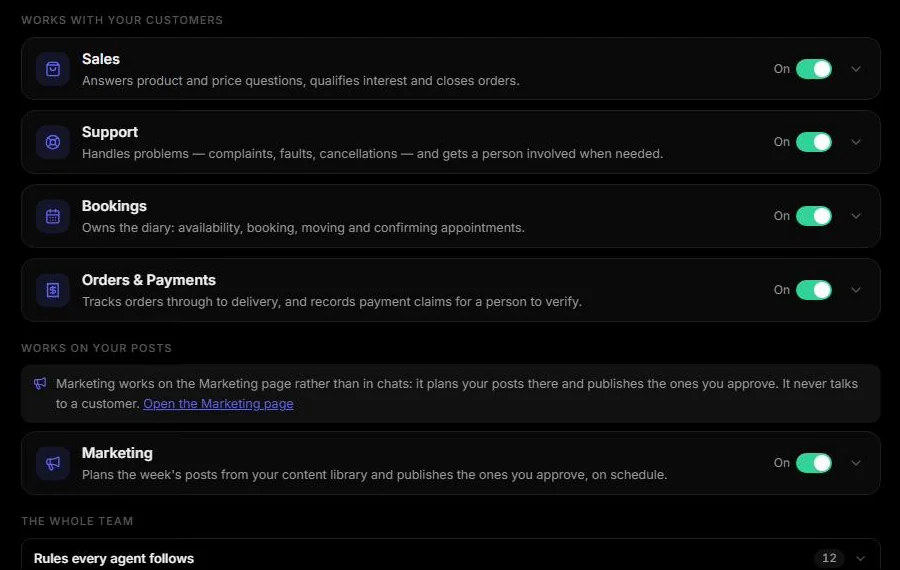 WORKS WITH YOUR CUSTOMERS
Sales
Answers product and price questions, qualifies interest and closes orders.
On
Support
Handles problems — complaints, faults, cancellations — and gets a person involved when needed.
On
Bookings
Owns the diary: availability, booking, moving and confirming appointments.
On
Orders & Payments
Tracks orders through to delivery, and records payment claims for a person to verify.
On
WORKS ON YOUR POSTS
Marketing works on the Marketing page rather than in chats: it plans your posts there and publishes the ones you approve. It never talks
to a customer. Open the Marketing page
Marketing
Plans the week's posts from your content library and publishes the ones you approve, on schedule.
On
THE WHOLE TEAM
Rules every agent follows
12